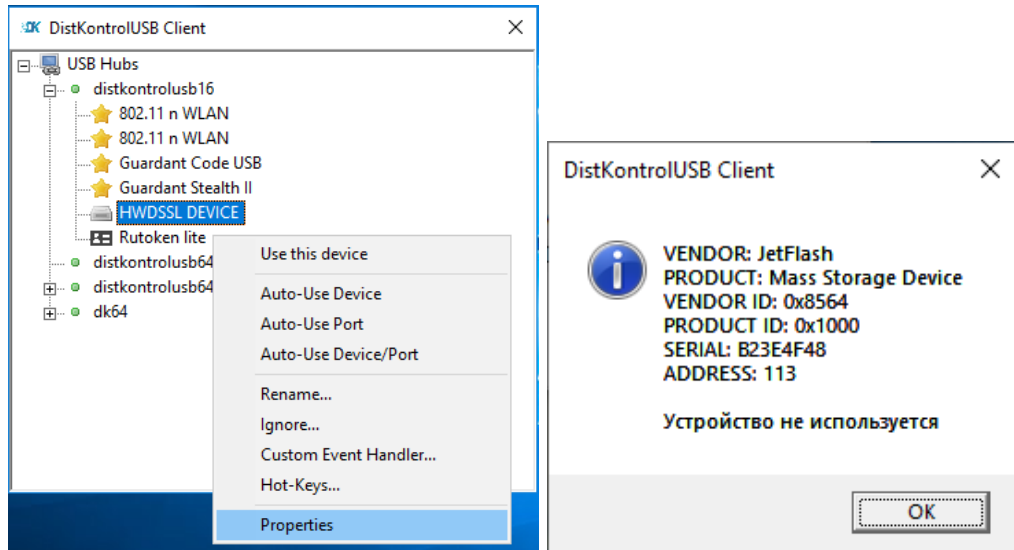 DistKontrolUSB Client
USB Hubs
distkontrolusb16
802.11 n WLAN
802.11 n WLAN
Guardant Code USB
Guardant Stealth II
HWDSSL DEVICE
Rutoken lite
distkontrolusb64
distkontrolusb64
dk64
Use this device
Auto-Use Device
Auto-Use Port
Auto-Use Device/Port
Rename...
Ignore...
Custom Event Handler...
Hot-Keys...
Properties
DistKontrolUSB Client
VENDOR: JetFlash
PRODUCT: Mass Storage Device
VENDOR ID: 0x8564
PRODUCT ID: 0x1000
SERIAL: B23E4F48
ADDRESS: 113
Устройство не используется
OK